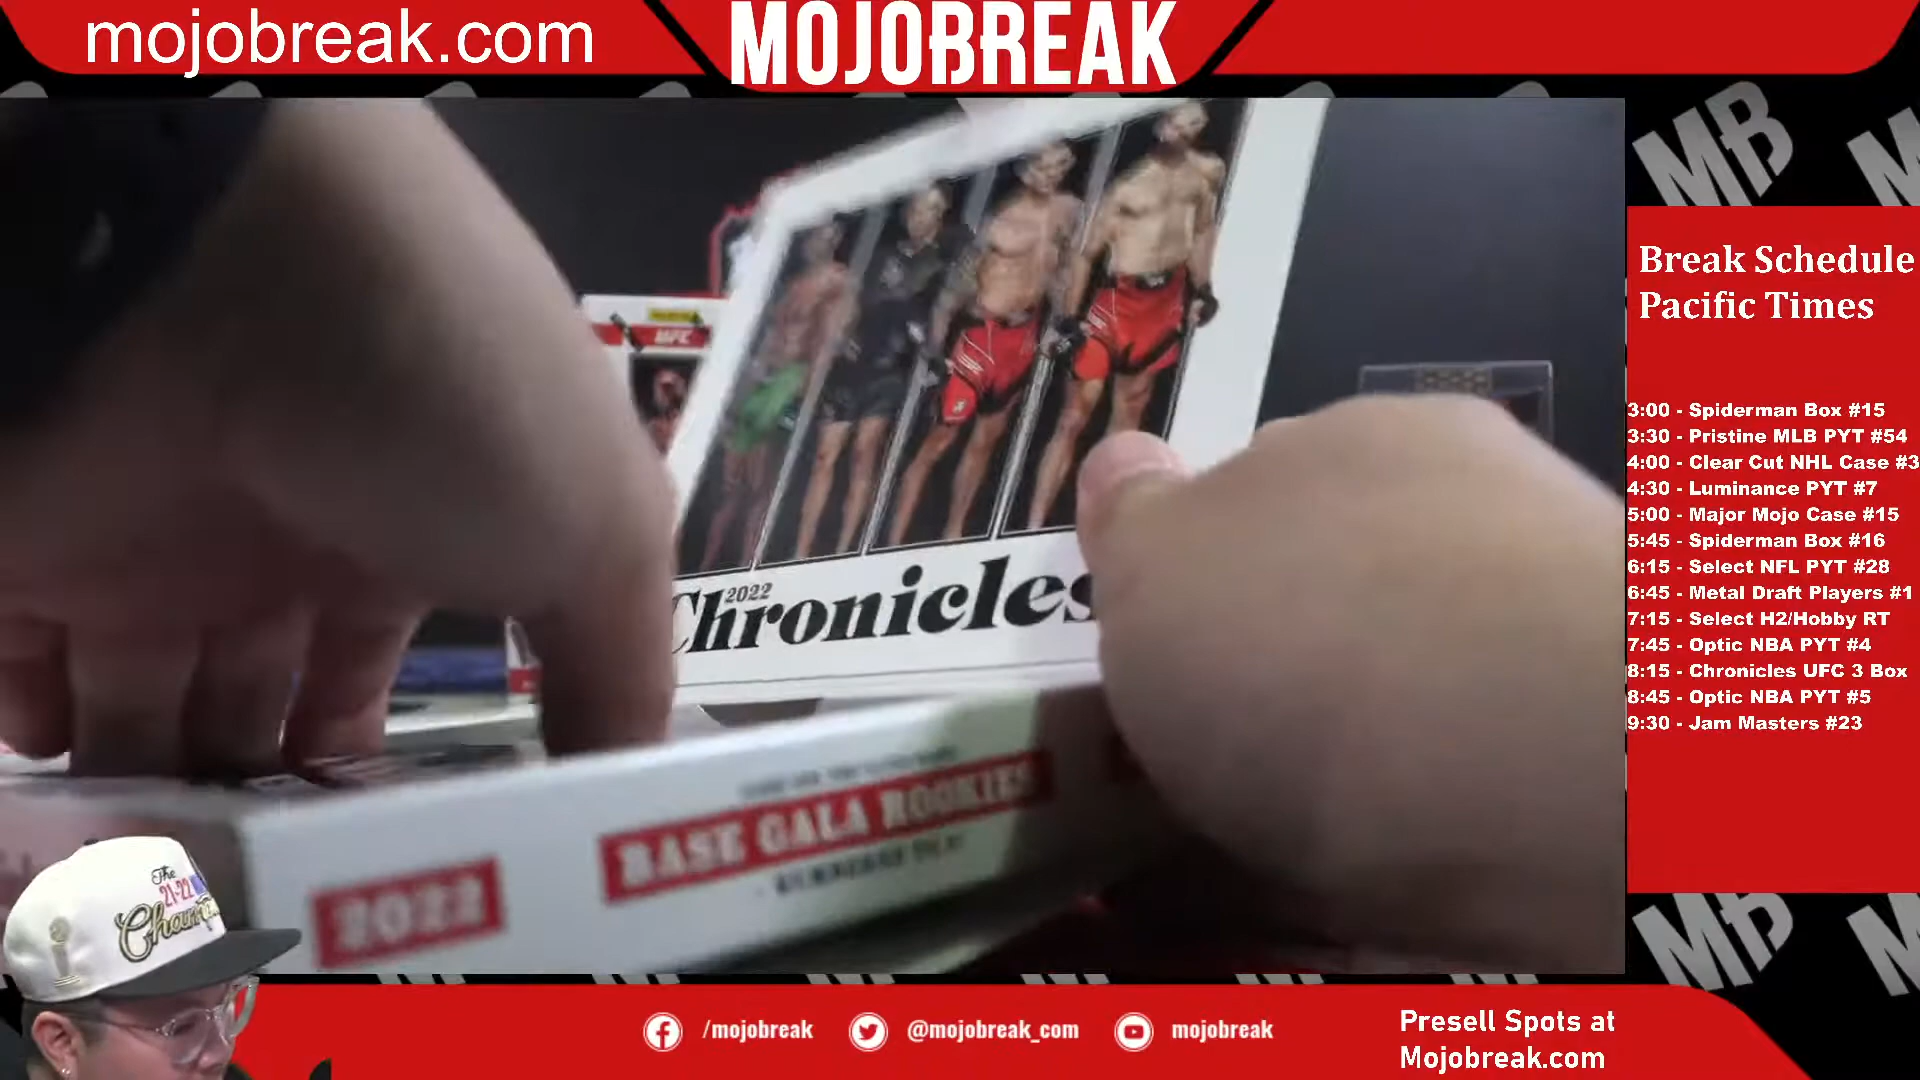 mojobreak.com
MOJOBREAK
MB
Break Schedule
Pacific Times
3:00 - Spiderman Box #15
3:30 - Pristine MLB PYT #54
4:00 - Clear Cut NHL Case #3
4:30 - Luminance PYT #7
5:00 - Major Mojo Case #15
5:45 - Spiderman Box #16
6:15 - Select NFL PYT #28
6:45 - Metal Draft Players #1
7:15 - Select H2/Hobby RT
7:45 - Optic NBA PYT #4
8:15 - Chronicles UFC 3 Box
8:45 - Optic NBA PYT #5
9:30 - Jam Masters #23
UFC
2022
Chronicles
BASE GALA ROOKIES
2022
The
21-22
MB
/mojobreak
@mojobreak_com
mojobreak
Presell Spots at
Mojobreak.com